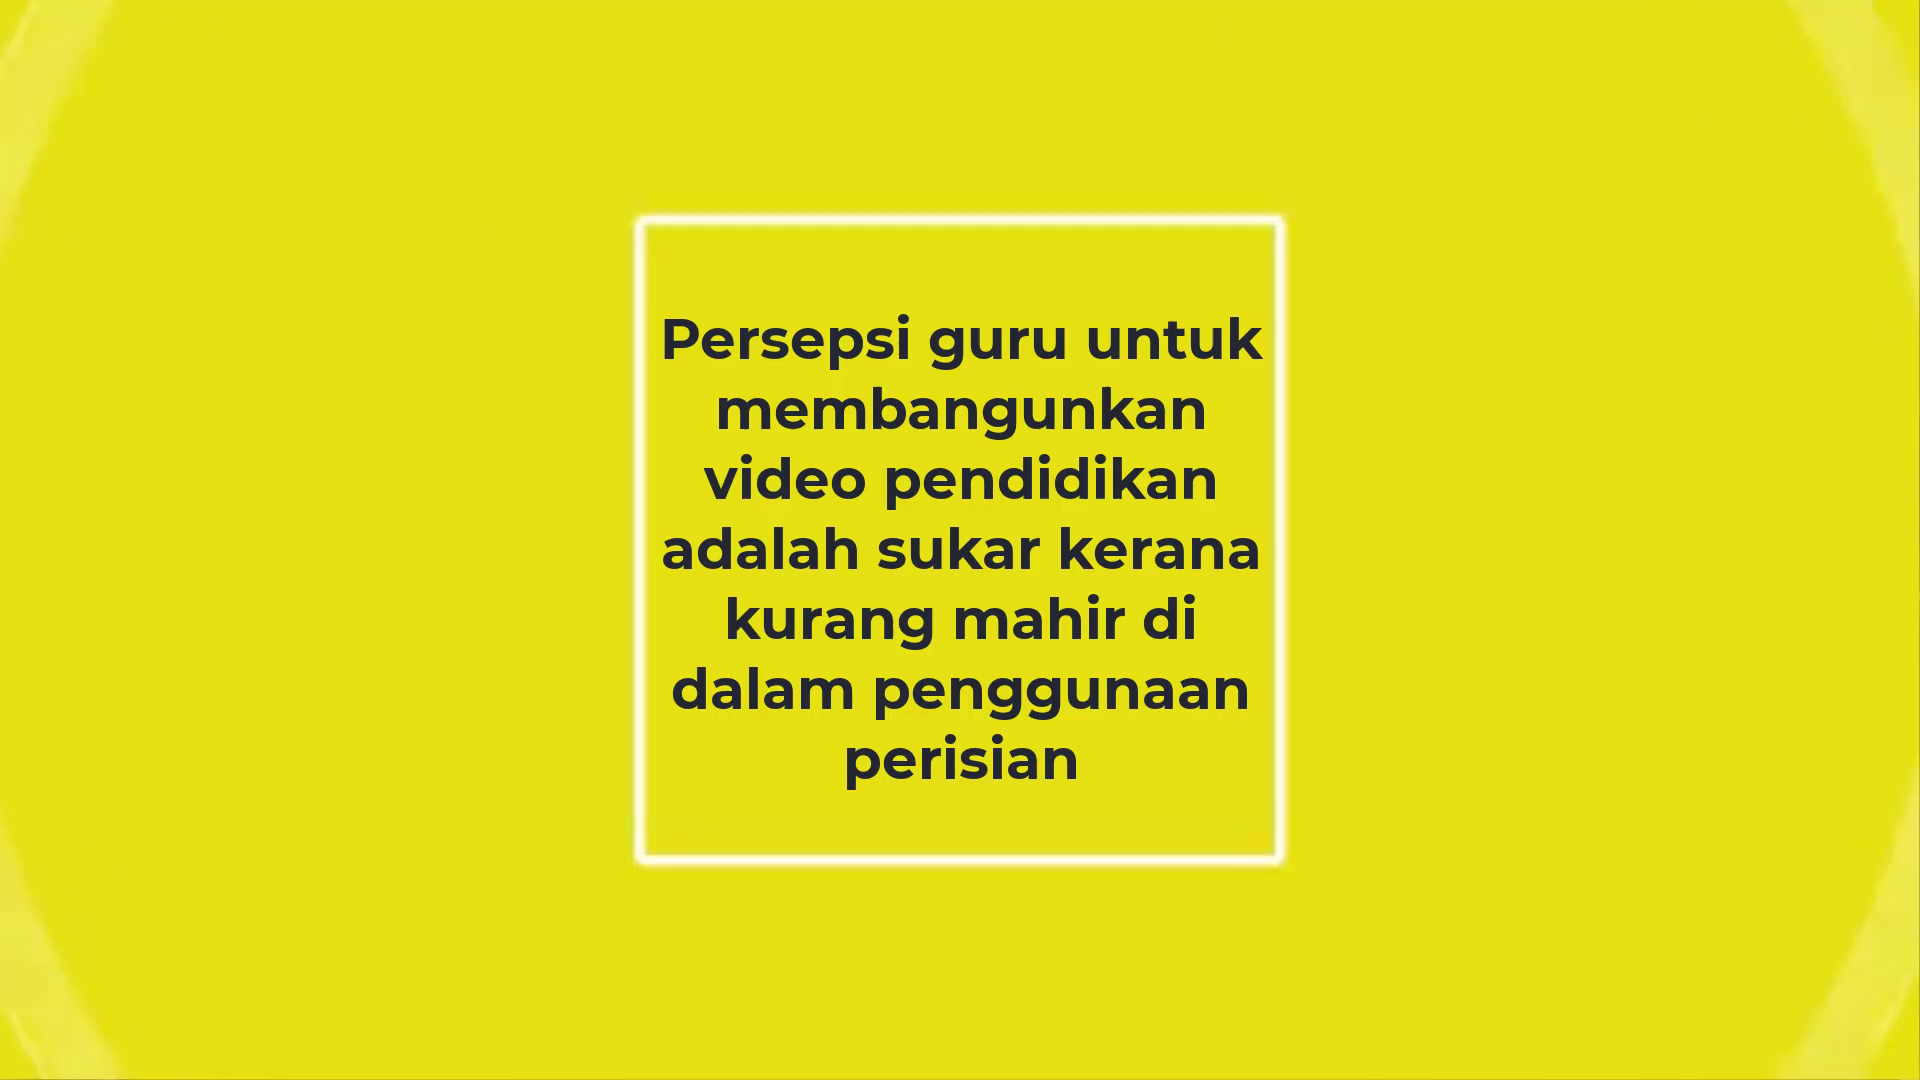 Persepsi guru untuk
membangunkan
video pendidikan
adalah sukar kerana
kurang mahir di
dalam penggunaan
perisian